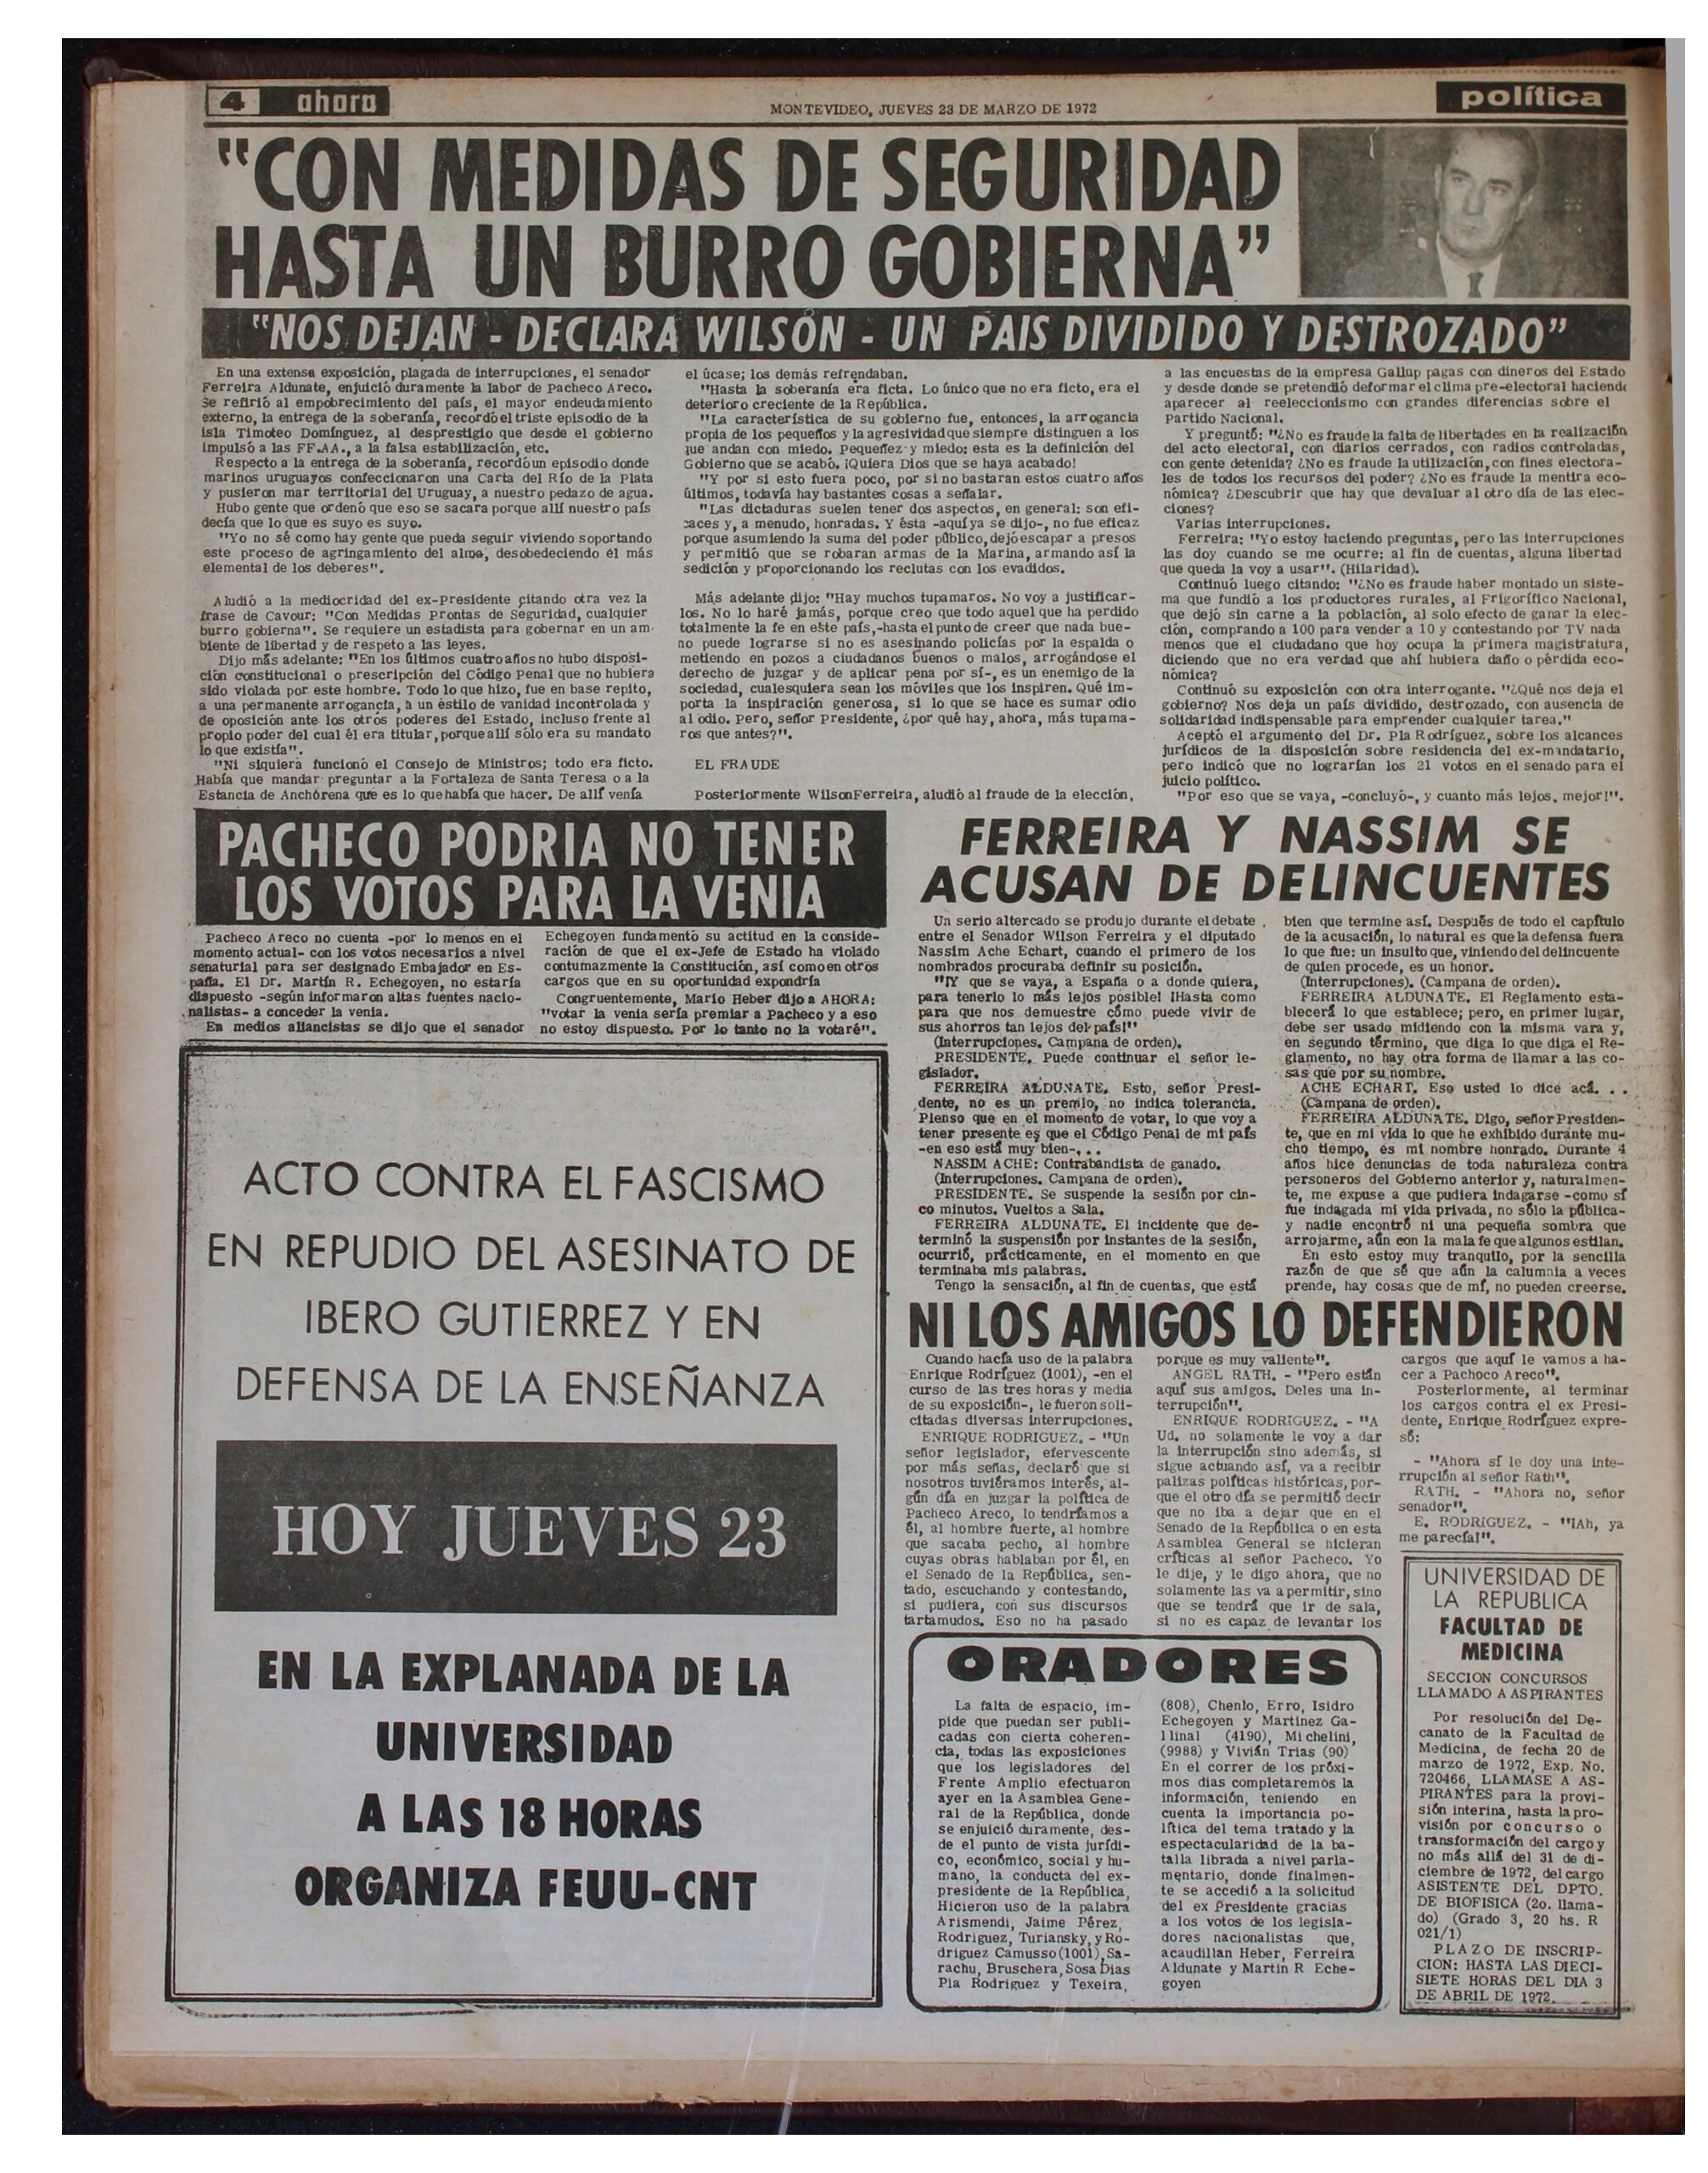 4 ahora
MONTEVIDEO, JUEVES 23 DE MARZO DE 1972
política
"CON MEDIDAS DE SEGURIDAD
HASTA UN BURRO GOBIERNA"
"NOS DEJAN - DECLARA WILSON - UN PAIS DIVIDIDO Y DESTROZADO"
En una extensa exposición, plagada de interrupciones, el senador
Ferreira Aldunate, enjuició duramente la labor de Pacheco Areco.
Se refirió al empobrecimiento del país, el mayor endeudamiento
externo, la entrega de la soberanía, recordó el triste episodio de la
isla Timoteo Domínguez, al desprestigio que desde el gobierno
impulsó a las FF.AA., a la falsa estabilización, etc.
Respecto a la entrega de la soberanía, recordó un episodio donde
marinos uruguayos confeccionaron una Carta del Río de la Plata
y pusieron mar territorial del Uruguay, a nuestro pedazo de agua.
Hubo gente que ordenó que eso se sacara porque allí nuestro país
decía que lo que es suyo es suyo.
"Yo no sé como hay gente que pueda seguir viviendo soportando
este proceso de agringamiento del alma, desobedeciendo él más
elemental de los deberes".
Aludió a la mediocridad del ex-Presidente citando otra vez la
frase de Cavour: "Con Medidas Prontas de Seguridad, cualquier
burro gobierna". Se requiere un estadista para gobernar en un am-
biente de libertad y de respeto a las leyes.
Dijo más adelante: "En los últimos cuatro años no hubo disposi-
ción constitucional o prescripción del Código Penal que no hubiera
sido violada por este hombre. Todo lo que hizo, fue en base repito,
a una permanente arrogancia, a un éstilo de vanidad incontrolada y
de oposición ante los otros poderes del Estado, incluso frente al
propio poder del cual él era titular, porque allí sólo era su mandato
lo que existía".
"Ni siquiera funcionó el Consejo de Ministros; todo era ficto.
Había que mandar preguntar a la Fortaleza de Santa Teresa o a la
Estancia de Anchórena que es lo que había que hacer. De allí venía
el úcase; los demás refrendaban.
"Hasta la soberanía era ficta. Lo único que no era ficto, era el
deterioro creciente de la República.
"La característica de su gobierno fue, entonces, la arrogancia
propia de los pequeños y la agresividad que siempre distinguen a los
que andan con miedo. Pequeñez y miedo: esta es la definición del
Gobierno que se acabó. ¡Quiera Dios que se haya acabado!
"Y por si esto fuera poco, por si no bastaran estos cuatro años
últimos, todavía hay bastantes cosas a señalar.
"Las dictaduras suelen tener dos aspectos, en general: son efi-
caces y, a menudo, honradas. Y ésta -aquí ya se dijo-, no fue eficaz
porque asumiendo la suma del poder público, dejó escapar a presos
y permitió que se robaran armas de la Marina, armando así la
sedición y proporcionando los reclutas con los evadidos.
Más adelante dijo: "Hay muchos tupamaros. No voy a justificar-
los. No lo haré jamás, porque creo que todo aquel que ha perdido
totalmente la fe en este país,-hasta el punto de creer que nada bue-
no puede lograrse si no es asesinando policías por la espalda o
metiendo en pozos a ciudadanos buenos o malos, arrogándose el
derecho de juzgar y de aplicar pena por sí-, es un enemigo de la
sociedad, cualesquiera sean los móviles que los inspiren. Qué im-
porta la inspiración generosa, si lo que se hace es sumar odio
al odio. Pero, señor Presidente, ¿por qué hay, ahora, más tupama-
ros que antes?".
EL FRAUDE
Posteriormente Wilson Ferreira, aludió al fraude de la elección,
a las encuestas de la empresa Gallup pagas con dineros del Estado
y desde donde se pretendió deformar el clima pre-electoral haciendo
aparecer al reeleccionismo con grandes diferencias sobre el
Partido Nacional.
Y preguntó: "¿No es fraude la falta de libertades en la realización
del acto electoral, con diarios cerrados, con radios controladas,
con gente detenida? ¿No es fraude la utilización, con fines electora-
les de todos los recursos del poder? ¿No es fraude la mentira eco-
nómica? ¿Descubrir que hay que devaluar al otro día de las elec-
ciones?
Varias interrupciones.
Ferreira: "Yo estoy haciendo preguntas, pero las interrupciones
las doy cuando se me ocurre: al fin de cuentas, alguna libertad
que queda la voy a usar". (Hilaridad).
Continuó luego citando: "¿No es fraude haber montado un siste-
ma que fundió a los productores rurales, al Frigorífico Nacional,
que dejó sin carne a la población, al solo efecto de ganar la elec-
ción, comprando a 100 para vender a 10 y contestando por TV nada
menos que el ciudadano que hoy ocupa la primera magistratura,
diciendo que no era verdad que ahí hubiera daño o pérdida eco-
nómica?
Continuó su exposición con otra interrogante. "¿Qué nos deja el
gobierno? Nos deja un país dividido, destrozado, con ausencia de
solidaridad indispensable para emprender cualquier tarea."
Aceptó el argumento del Dr. Pla Rodríguez, sobre los alcances
jurídicos de la disposición sobre residencia del ex-mandatario,
pero indicó que no lograrían los 21 votos en el senado para el
juicio político.
"Por eso que se vaya, -concluyó-, y cuanto más lejos, mejor!".
PACHECO PODRIA NO TENER
LOS VOTOS PARA LA VENIA
Pacheco Areco no cuenta -por lo menos en el
momento actual- con los votos necesarios a nivel
senaturial para ser designado Embajador en Es-
paña. El Dr. Martín R. Echegoyen, no estaría
dispuesto -según informaron altas fuentes nacio-
nalistas- a conceder la venia.
En medios aliancistas se dijo que el senador
Echegoyen fundamentó su actitud en la conside-
ración de que el ex-Jefe de Estado ha violado
contumazmente la Constitución, así como en otros
cargos que en su oportunidad expondría
Congruentemente, Mario Heber dijo a AHORA:
"votar la venia sería premiar a Pacheco y a eso
no estoy dispuesto. Por lo tanto no la votaré".
FERREIRA Y NASSIM SE
ACUSAN DE DELINCUENTES
Un serio altercado se produjo durante el debate
entre el Senador Wilson Ferreira y el diputado
Nassim Ache Echart, cuando el primero de los
nombrados procuraba definir su posición.
"¡Y que se vaya, a España o a donde quiera,
para tenerlo lo más lejos posible! ¡Hasta como
para que nos demuestre cómo puede vivir de
sus ahorros tan lejos del país!"
(Interrupciones. Campana de orden).
PRESIDENTE. Puede continuar el señor le-
gislador.
FERREIRA ALDUNATE. Esto, señor Presi-
dente, no es un premio, no indica tolerancia.
Pienso que en el momento de votar, lo que voy a
tener presente es que el Código Penal de mi país
-en eso está muy bien-, . .
NASSIM ACHE: Contrabandista de ganado.
(Interrupciones. Campana de orden).
PRESIDENTE. Se suspende la sesión por cin-
co minutos. Vueltos a Sala.
FERREIRA ALDUNATE. El incidente que de-
terminó la suspensión por instantes de la sesión,
ocurrió, prácticamente, en el momento en que
terminaba mis palabras.
Tengo la sensación, al fin de cuentas, que está
bien que termine así. Después de todo el capítulo
de la acusación, lo natural es que la defensa fuera
lo que fue: un insulto que, viniendo del delincuente
de quien procede, es un honor.
(Interrupciones). (Campana de orden).
FERREIRA ALDUNATE. El Reglamento esta-
blecerá lo que establece; pero, en primer lugar,
debe ser usado midiendo con la misma vara y,
en segundo término, que diga lo que diga el Re-
glamento, no hay otra forma de llamar a las co-
sas que por su nombre.
ACHE ECHART. Eso usted lo dice acá. . .
(Campana de orden).
FERREIRA ALDUNATE. Digo, señor Presiden-
te, que en mi vida lo que he exhibido durante mu-
cho tiempo, es mi nombre honrado. Durante 4
años hice denuncias de toda naturaleza contra
personeros del Gobierno anterior y, naturalmen-
te, me expuse a que pudiera indagarse -como sí
fue indagada mi vida privada, no sólo la pública-
y nadie encontró ni una pequeña sombra que
arrojarme, aún con la mala fe que algunos estilan.
En esto estoy muy tranquilo, por la sencilla
razón de que sé que aún la calumnia a veces
prende, hay cosas que de mí, no pueden creerse.
NI LOS AMIGOS LO DEFENDIERON
Cuando hacía uso de la palabra
Enrique Rodríguez (1001), -en el
curso de las tres horas y media
de su exposición-, le fueron soli-
citadas diversas interrupciones.
ENRIQUE RODRIGUEZ. - "Un
señor legislador, efervescente
por más señas, declaró que si
nosotros tuviéramos interés, al-
gún día en juzgar la política de
Pacheco Areco, lo tendríamos a
él, al hombre fuerte, al hombre
que sacaba pecho, al hombre
cuyas obras hablaban por él, en
el Senado de la República, sen-
tado, escuchando y contestando,
si pudiera, con sus discursos
tartamudos. Eso no ha pasado
porque es muy valiente".
ANGEL RATH. - "Pero están
aquí sus amigos. Deles una in-
terrupción".
ENRIQUE RODRIGUEZ. - "A
Ud. no solamente le voy a dar
la interrupción sino además, si
sigue actuando así, va a recibir
palizas políticas históricas, por-
que el otro día se permitió decir
que no iba a dejar que en el
Senado de la República o en esta
Asamblea General se hicieran
críticas al señor Pacheco. Yo
le dije, y le digo ahora, que no
solamente las va a permitir, sino
que se tendrá que ir de sala,
si no es capaz de levantar los
cargos que aquí le vamos a ha-
cer a Pachoco Areco".
Posteriormente, al terminar
los cargos contra el ex Presi-
dente, Enrique Rodríguez expre-
só:
- "Ahora sí le doy una inte-
rrupción al señor Rath".
RATH. - "Ahora no, señor
senador".
E. RODRIGUEZ. - "¡Ah, ya
me parecía!".
ACTO CONTRA EL FASCISMO
EN REPUDIO DEL ASESINATO DE
IBERO GUTIERREZ Y EN
DEFENSA DE LA ENSEÑANZA
HOY JUEVES 23
EN LA EXPLANADA DE LA
UNIVERSIDAD
A LAS 18 HORAS
ORGANIZA FEUU-CNT
ORADORES
La falta de espacio, im-
pide que puedan ser publi-
cadas con cierta coheren-
cia, todas las exposiciones
que los legisladores del
Frente Amplio efectuaron
ayer en la Asamblea Gene-
ral de la República, donde
se enjuició duramente, des-
de el punto de vista jurídi-
co, económico, social y hu-
mano, la conducta del ex-
presidente de la República,
Hicieron uso de la palabra
Arismendi, Jaime Pérez,
Rodriguez, Turiansky, y Ro-
driguez Camusso (1001), Sa-
rachu, Bruschera, Sosa Dias
Pla Rodriguez y Texeira,
(808), Chenlo, Erro, Isidro
Echegoyen y Martinez Ga-
llinal (4190), Michelini,
(9988) y Vivián Trias (90)
En el correr de los próxi-
mos dias completaremos la
información, teniendo en
cuenta la importancia po-
lítica del tema tratado y la
espectacularidad de la ba-
talla librada a nivel parla-
mentario, donde finalmen-
te se accedió a la solicitud
del ex Presidente gracias
a los votos de los legisla-
dores nacionalistas que,
acaudillan Heber, Ferreira
Aldunate y Martin R Eche-
goyen
UNIVERSIDAD DE
LA REPUBLICA
FACULTAD DE
MEDICINA
SECCION CONCURSOS
LLAMADO A ASPIRANTES
Por resolución del De-
canato de la Facultad de
Medicina, de fecha 20 de
marzo de 1972, Exp. No.
720466, LLAMASE A AS-
PIRANTES para la provi-
sión interina, hasta la pro-
visión por concurso o
transformación del cargo y
no más allá del 31 de di-
ciembre de 1972, del cargo
ASISTENTE DEL DPTO.
DE BIOFISICA (2o. llama-
do) (Grado 3, 20 hs. R
021/1)
PLAZO DE INSCRIP-
CION: HASTA LAS DIECI-
SIETE HORAS DEL DIA 3
DE ABRIL DE 1972.